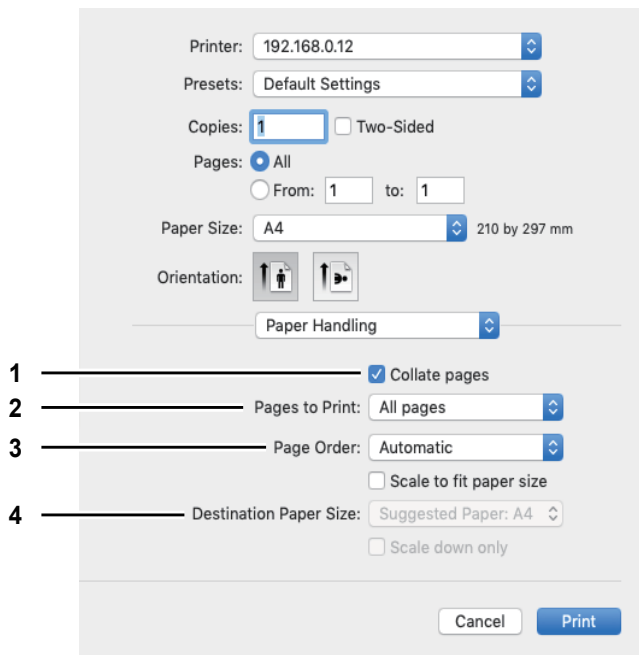 Printer: 192.168.0.12
Presets: Default Settings
Copies: 1 Two-Sided
Pages: All
From: 1 to: 1
Paper Size: A4 210 by 297 mm
Orientation:
Paper Handling
1 Collate pages
2 Pages to Print: All pages
3 Page Order: Automatic
Scale to fit paper size
4 Destination Paper Size: Suggested Paper: A4
Scale down only
Cancel Print